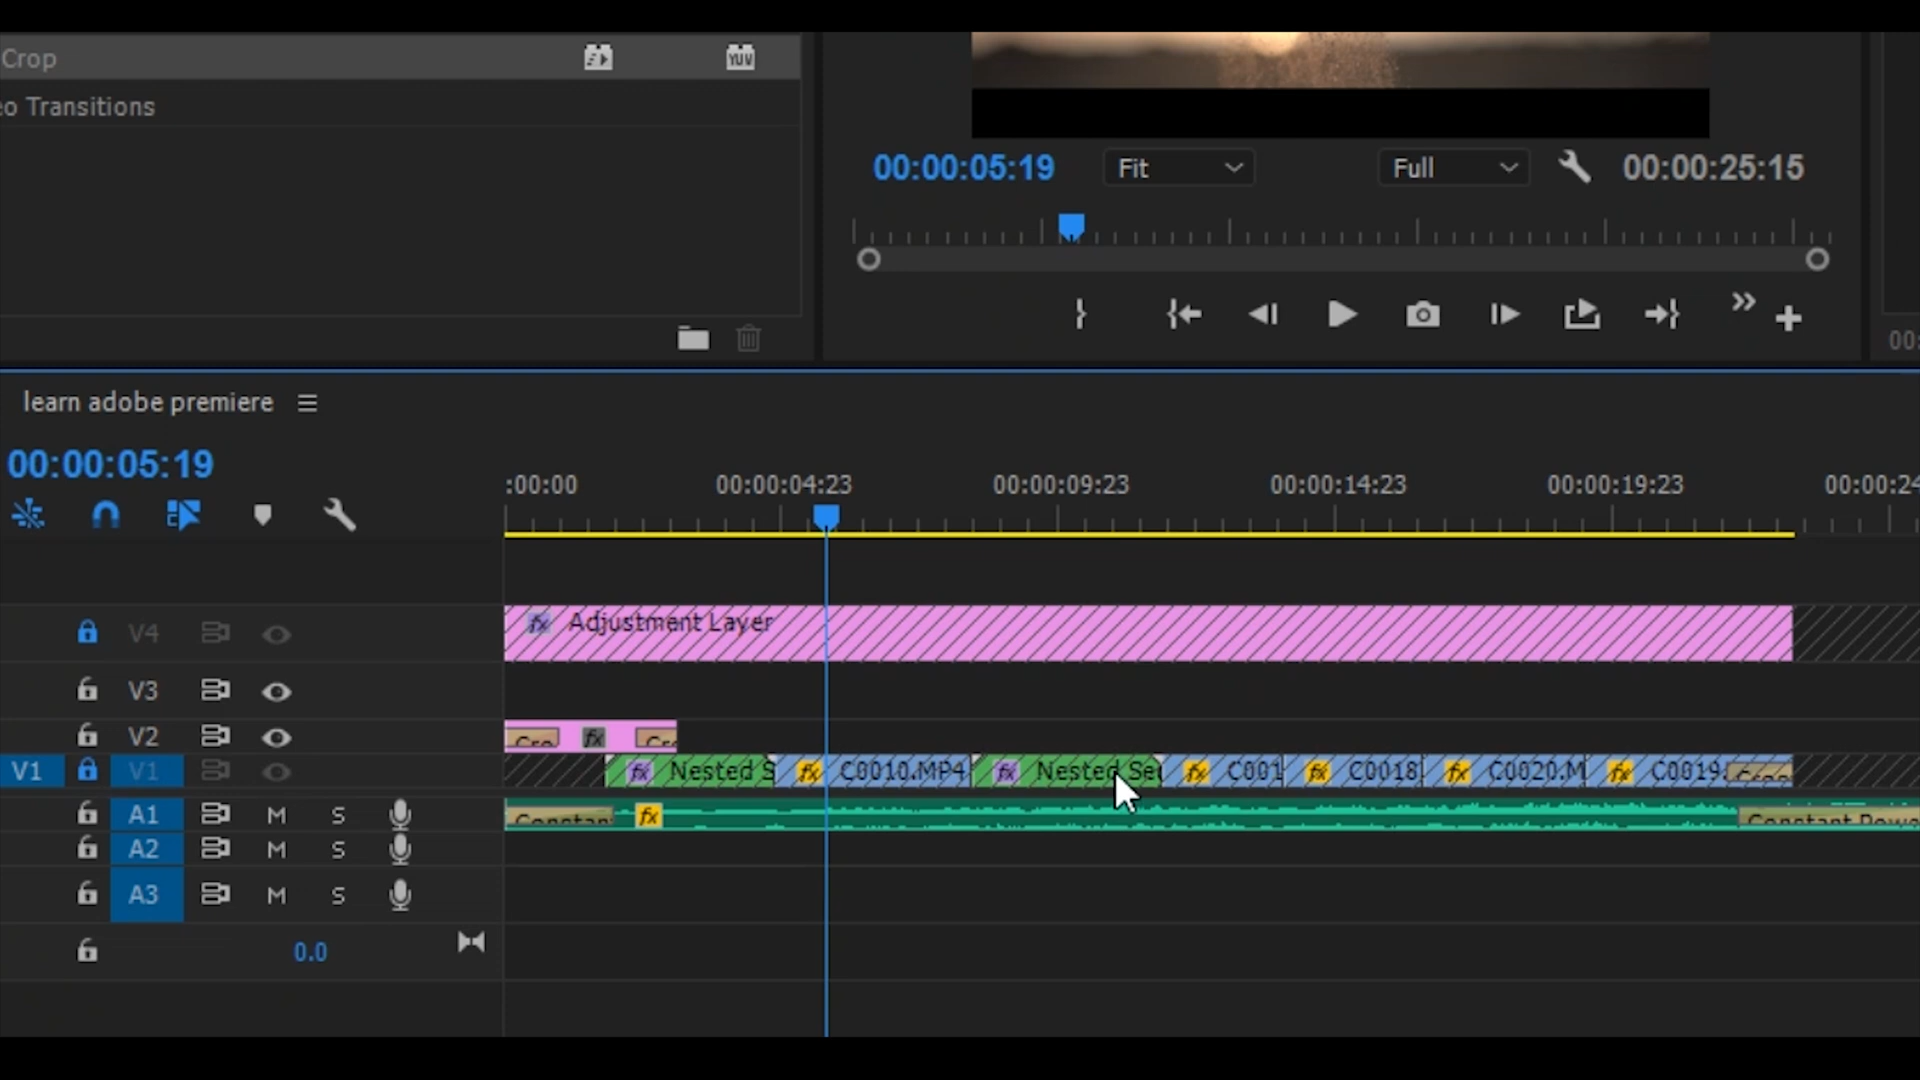 Crop
YUV
eo Transitions
00:00:05:19 Fit Full 00:00:25:15
00:
learn adobe premiere
00:00:05:19
:00:00 00:00:04:23 00:00:09:23 00:00:14:23 00:00:19:23 00:00:24
V4 fx Adjustment Layer
V3
V2 Cro fx Cr
V1 V1 fx Nested S fx C0010.MP4 fx Nested Se fx C001 fx C0018 fx C0020.M fx C0019.
A1 M S Constan fx Constant Powe
A2 M S
A3 M S
0.0